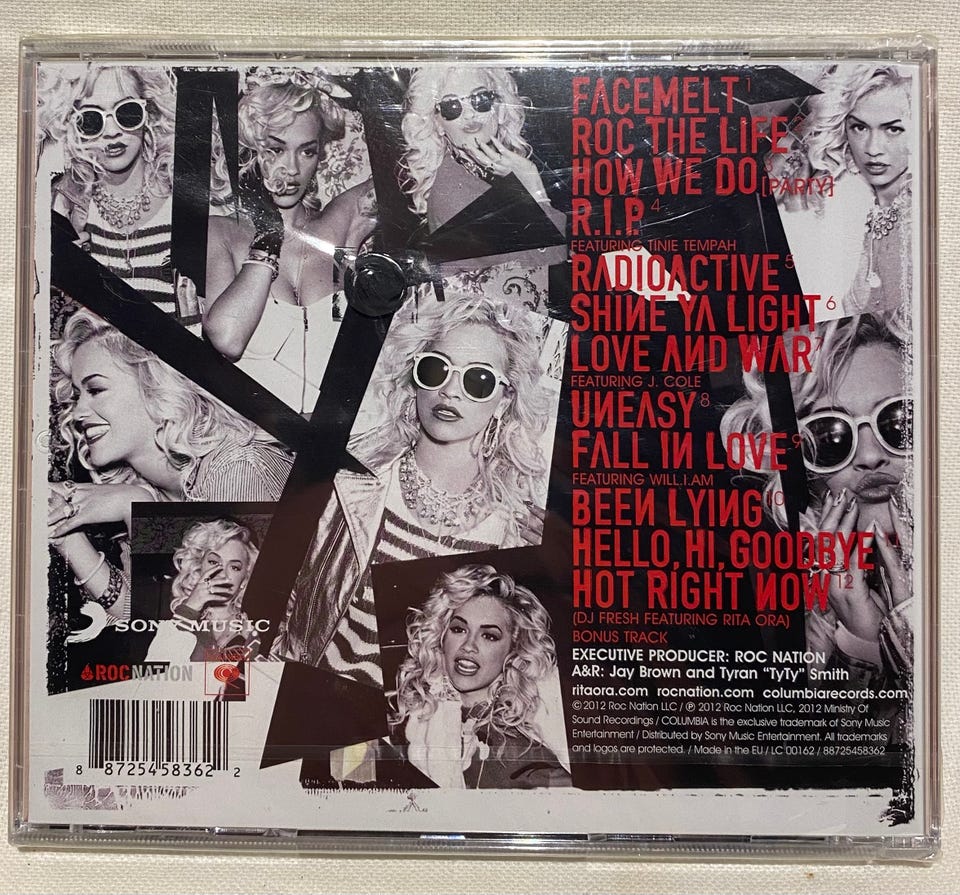 FACEMELT 1
ROC THE LIFE
HOW WE DO [PARTY]
R.I.P. 4
FEATURING TINIE TEMPAH
RADIOACTIVE 5
SHINE YA LIGHT 6
LOVE AND WAR 7
FEATURING J. COLE
UNEASY 8
FALL IN LOVE 9
FEATURING WILL.I.AM
BEEN LYING 10
HELLO, HI, GOODBYE 11
HOT RIGHT NOW 12
(DJ FRESH FEATURING RITA ORA)
BONUS TRACK
EXECUTIVE PRODUCER: ROC NATION
A&R: Jay Brown and Tyran "TyTy" Smith
ritaora.com rocnation.com columbiarecords.com
© 2012 Roc Nation LLC / ℗ 2012 Roc Nation LLC, 2012 Ministry Of
Sound Recordings / COLUMBIA is the exclusive trademark of Sony Music
Entertainment / Distributed by Sony Music Entertainment. All trademarks
and logos are protected. / Made in the EU / LC 00162 / 88725458362
SONY MUSIC
ROCNATION
8 87254 58362 2